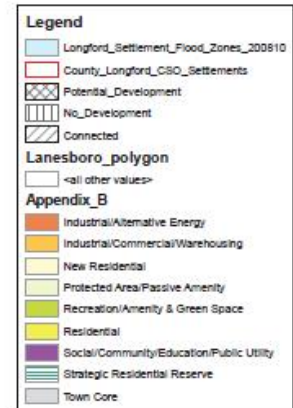 Legend
Longford_Settlement_Flood_Zones_200810
County_Longford_CSO_Settlements
Potential_Development
No_Development
Connected
Lanesboro_polygon
<all other values>
Appendix_B
Industrial/Alternative Energy
Industrial/Commercial/Warehousing
New Residential
Protected Area/Passive Amenity
Recreation/Amenity & Green Space
Residential
Social/Community/Education/Public Utility
Strategic Residential Reserve
Town Core